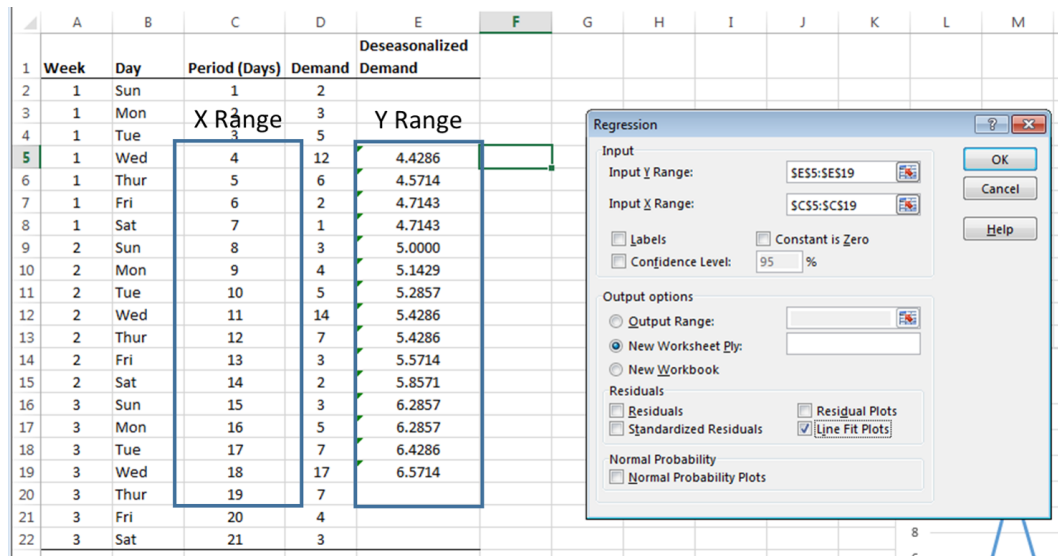 A B C D E F G H I J K L M
Deseasonalized
1 Week Day Period (Days) Demand Demand
2 1 Sun 1 2
3 1 Mon 2 3
X Range Y Range
4 1 Tue 3 5
5 1 Wed 4 12 4.4286
6 1 Thur 5 6 4.5714
7 1 Fri 6 2 4.7143
8 1 Sat 7 1 4.7143
9 2 Sun 8 3 5.0000
10 2 Mon 9 4 5.1429
11 2 Tue 10 5 5.2857
12 2 Wed 11 14 5.4286
13 2 Thur 12 7 5.4286
14 2 Fri 13 3 5.5714
15 2 Sat 14 2 5.8571
16 3 Sun 15 3 6.2857
17 3 Mon 16 5 6.2857
18 3 Tue 17 7 6.4286
19 3 Wed 18 17 6.5714
20 3 Thur 19 7
21 3 Fri 20 4
22 3 Sat 21 3
Regression
Input
Input Y Range: $E$5:$E$19
Input X Range: $C$5:$C$19
Labels Constant is Zero
Confidence Level: 95 %
OK
Cancel
Help
Output options
Output Range:
New Worksheet Ply:
New Workbook
Residuals
Residuals Residual Plots
Standardized Residuals Line Fit Plots
Normal Probability
Normal Probability Plots
8